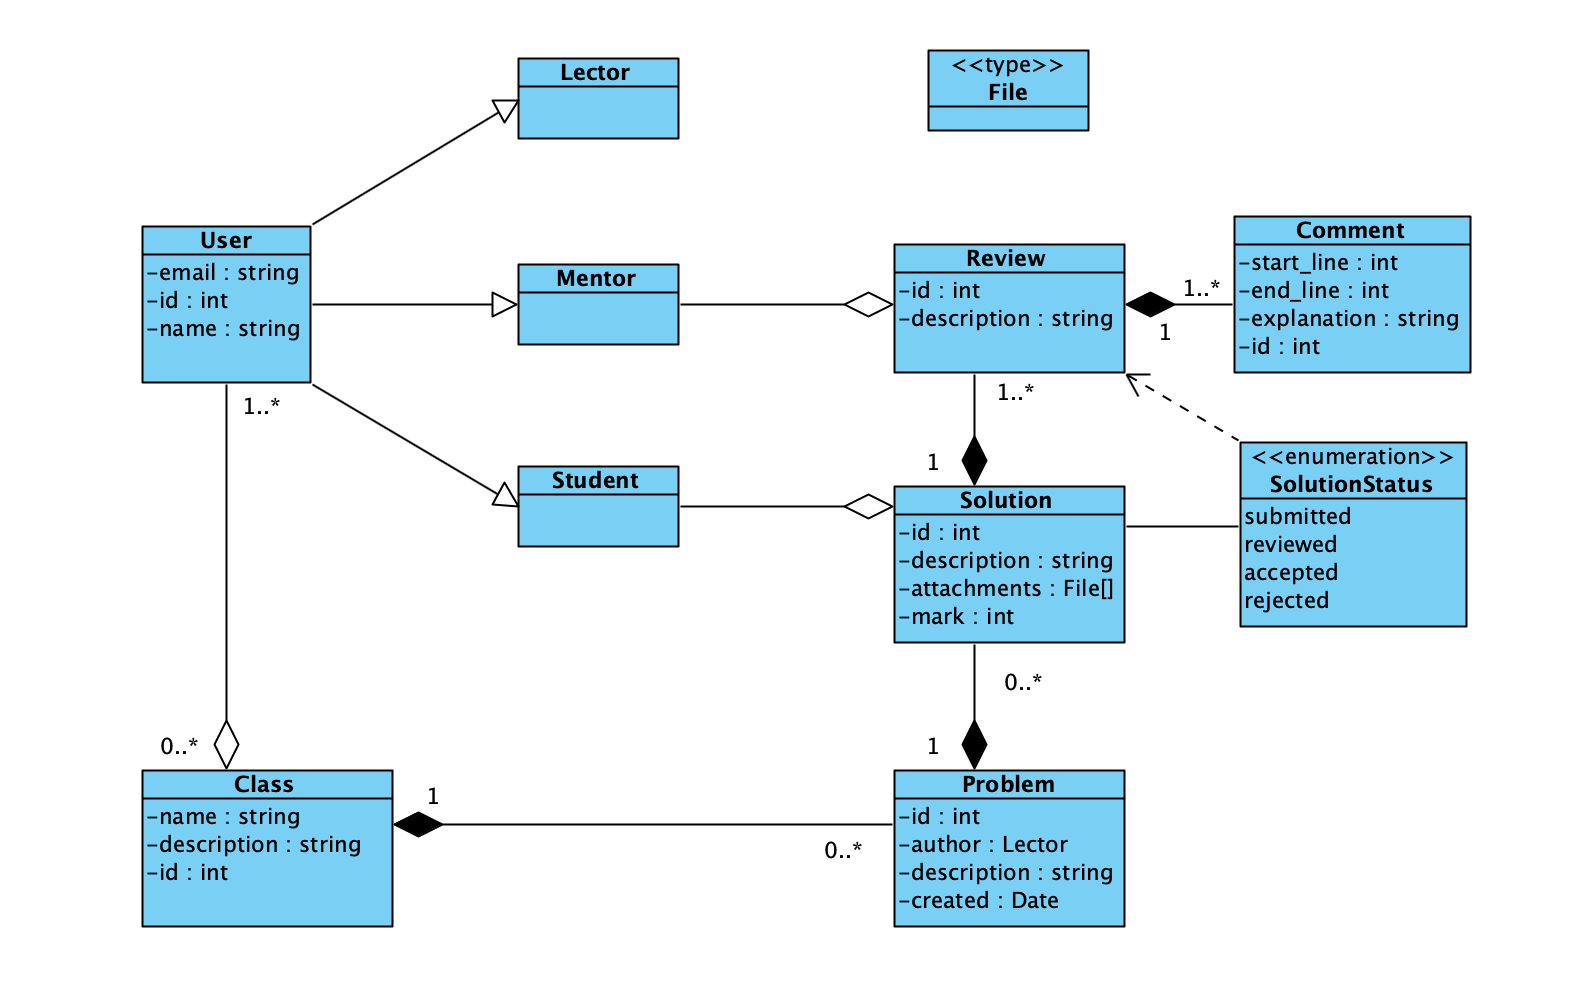 Lector
<<type>>
File
User
-email : string
-id : int
-name : string
Mentor
Review
-id : int
-description : string
Comment
-start_line : int
-end_line : int
-explanation : string
-id : int
1..*
1
1..*
1..*
1
Student
Solution
-id : int
-description : string
-attachments : File[]
-mark : int
<<enumeration>>
SolutionStatus
submitted
reviewed
accepted
rejected
0..*
1
0..*
Class
-name : string
-description : string
-id : int
1
0..*
Problem
-id : int
-author : Lector
-description : string
-created : Date